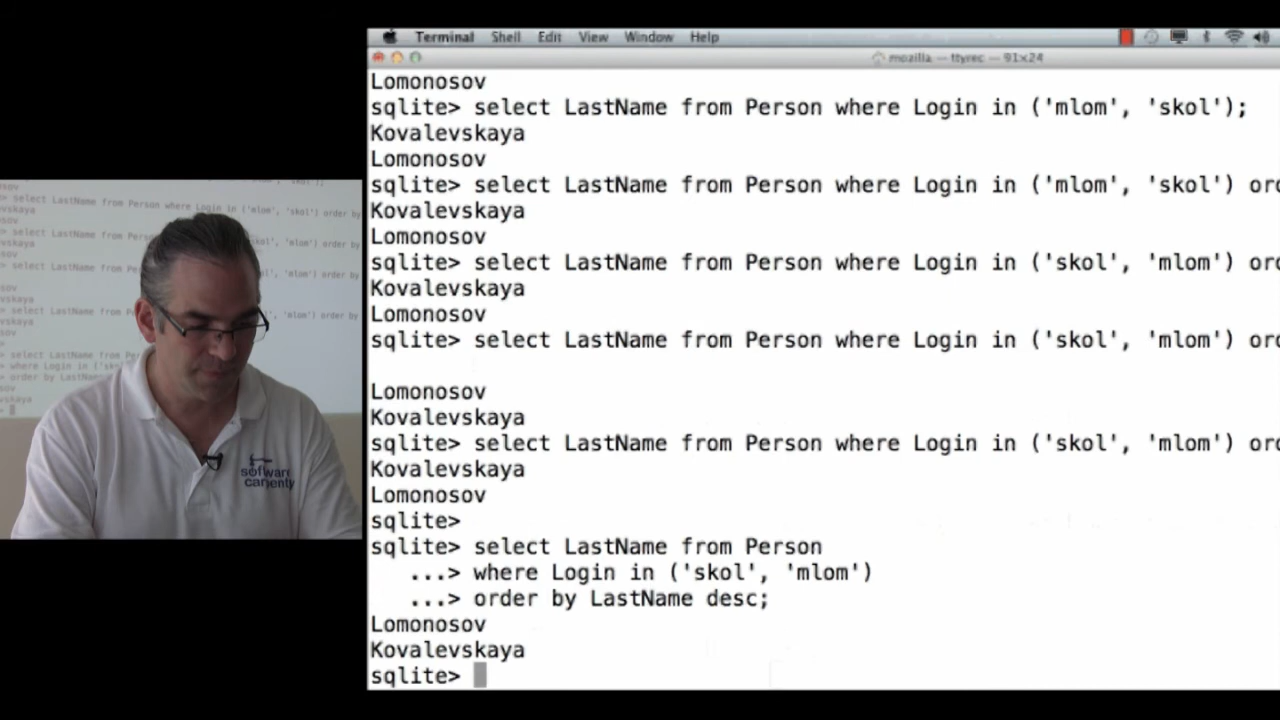 Terminal Shell Edit View Window Help
mozilla — ttyrec — 91×24
Lomonosov
sqlite> select LastName from Person where Login in ('mlom', 'skol');
Kovalevskaya
Lomonosov
sqlite> select LastName from Person where Login in ('mlom', 'skol') ord
Kovalevskaya
Lomonosov
sqlite> select LastName from Person where Login in ('skol', 'mlom') ord
Kovalevskaya
Lomonosov
sqlite> select LastName from Person where Login in ('skol', 'mlom') ord
Lomonosov
Kovalevskaya
sqlite> select LastName from Person where Login in ('skol', 'mlom') ord
Kovalevskaya
Lomonosov
sqlite>
sqlite> select LastName from Person
...> where Login in ('skol', 'mlom')
...> order by LastName desc;
Lomonosov
Kovalevskaya
sqlite>
software
carpentry